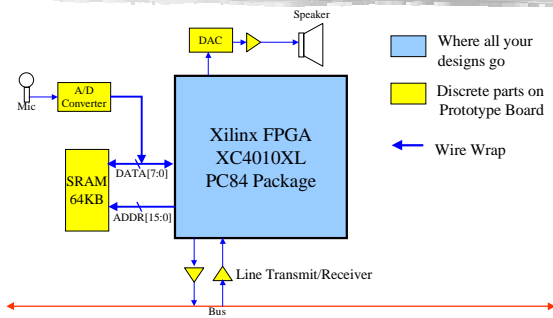 Speaker
DAC
Where all your
designs go
Mic
A/D
Converter
Discrete parts on
Prototype Board
Xilinx FPGA
XC4010XL
PC84 Package
Wire Wrap
SRAM
64KB
DATA[7:0]
ADDR[15:0]
Line Transmit/Receiver
Bus